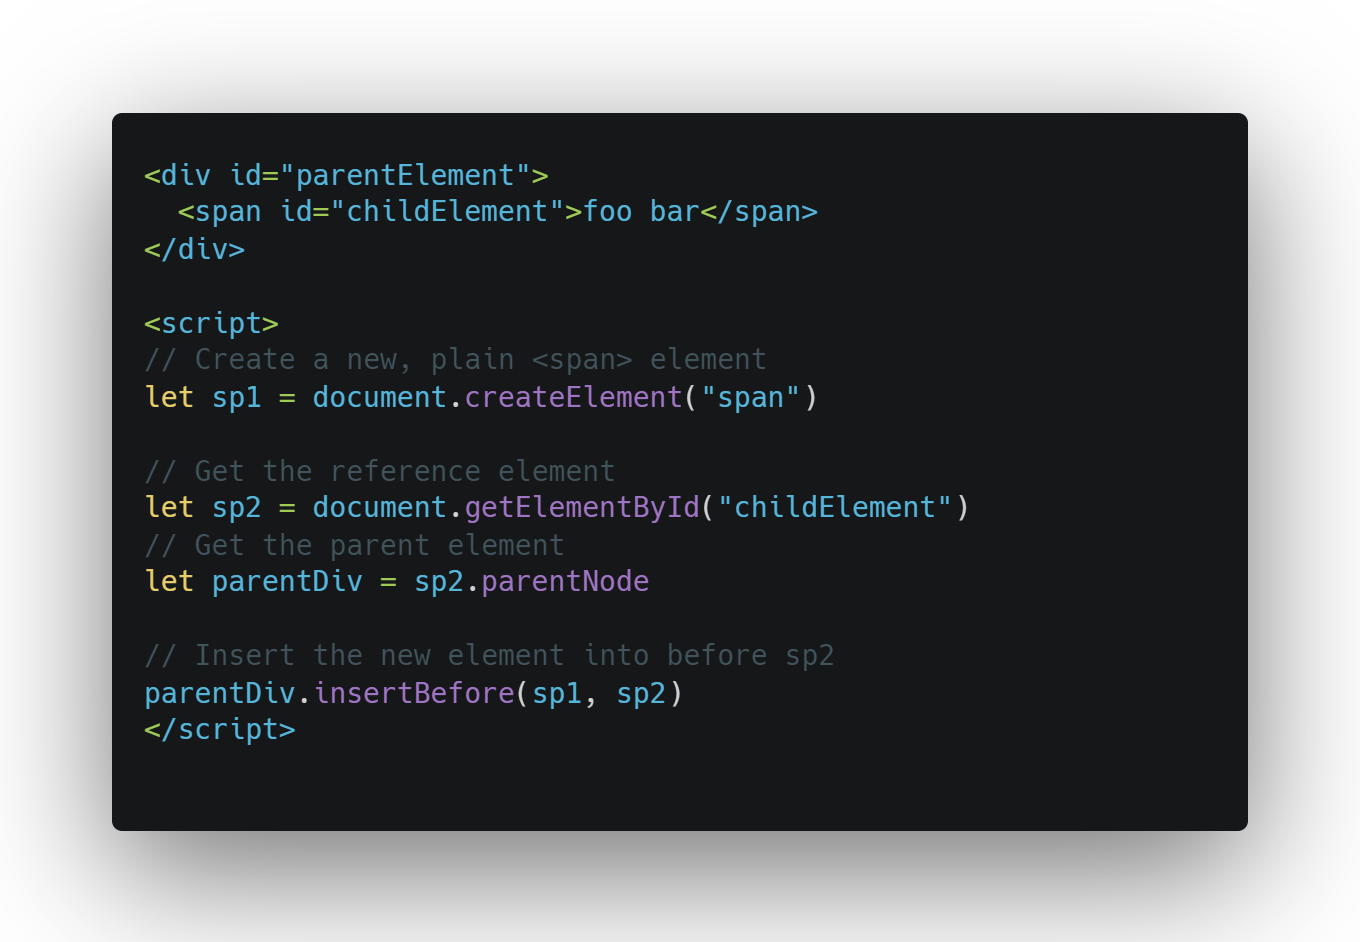 <div id="parentElement">
  <span id="childElement">foo bar</span>
</div>

<script>
// Create a new, plain <span> element
let sp1 = document.createElement("span")

// Get the reference element
let sp2 = document.getElementById("childElement")
// Get the parent element
let parentDiv = sp2.parentNode

// Insert the new element into before sp2
parentDiv.insertBefore(sp1, sp2)
</script>